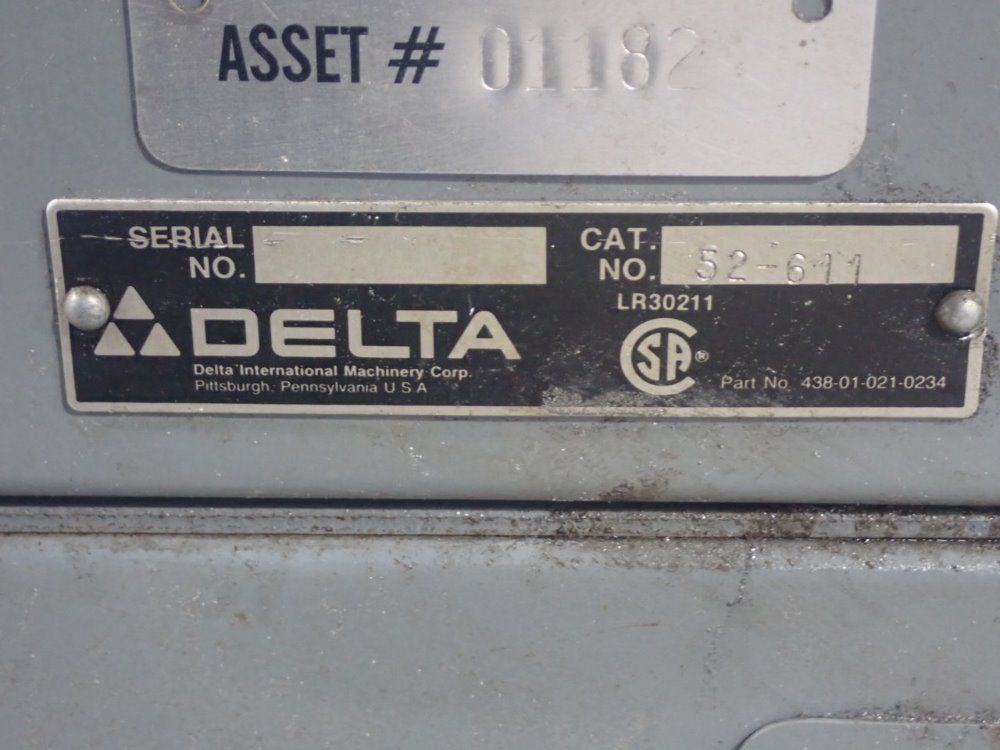 ASSET # 01182
SERIAL NO.
CAT. NO. 52-611
LR30211
DELTA
SA ®
Delta International Machinery Corp.
Pittsburgh, Pennsylvania U S A
Part No. 438-01-021-0234